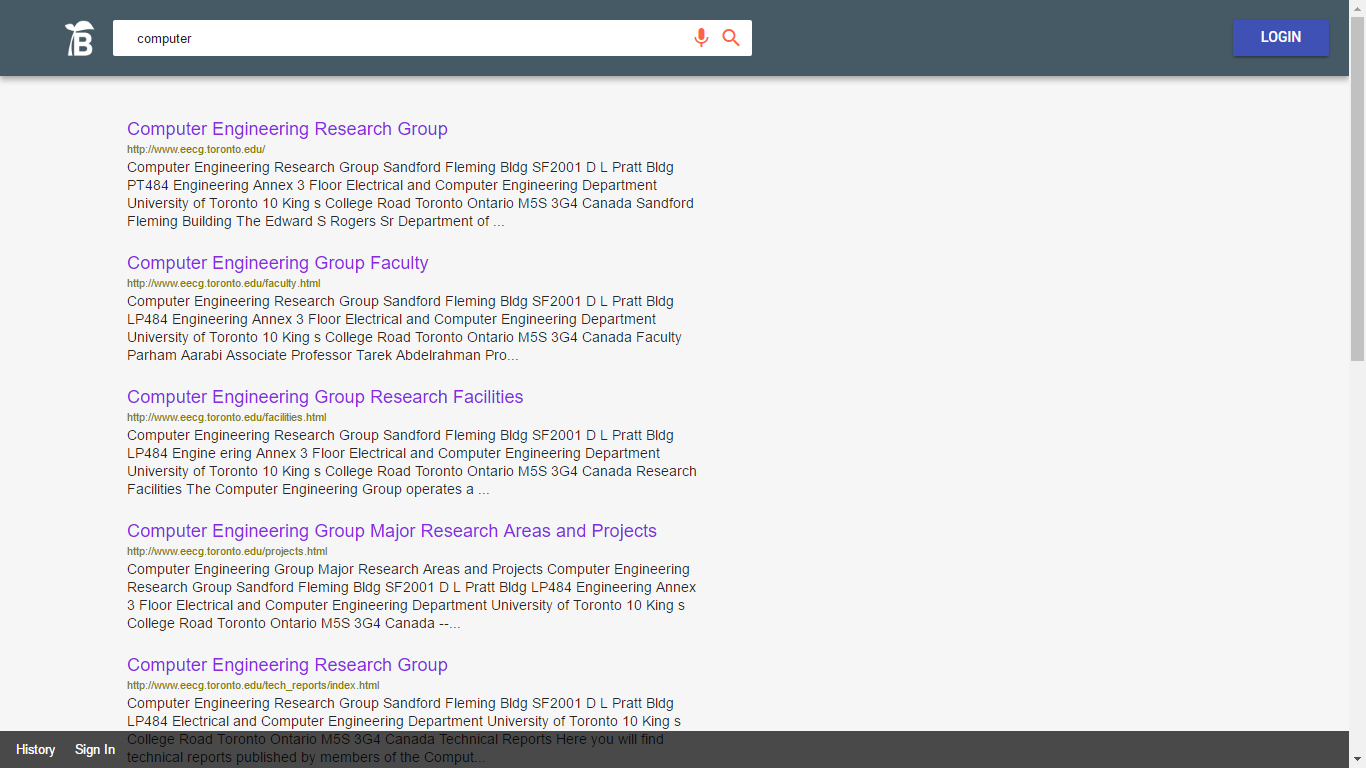 B
computer
LOGIN
Computer Engineering Research Group
http://www.eecg.toronto.edu/
Computer Engineering Research Group Sandford Fleming Bldg SF2001 D L Pratt Bldg
PT484 Engineering Annex 3 Floor Electrical and Computer Engineering Department
University of Toronto 10 King s College Road Toronto Ontario M5S 3G4 Canada Sandford
Fleming Building The Edward S Rogers Sr Department of ...
Computer Engineering Group Faculty
http://www.eecg.toronto.edu/faculty.html
Computer Engineering Research Group Sandford Fleming Bldg SF2001 D L Pratt Bldg
LP484 Engineering Annex 3 Floor Electrical and Computer Engineering Department
University of Toronto 10 King s College Road Toronto Ontario M5S 3G4 Canada Faculty
Parham Aarabi Associate Professor Tarek Abdelrahman Pro...
Computer Engineering Group Research Facilities
http://www.eecg.toronto.edu/facilities.html
Computer Engineering Research Group Sandford Fleming Bldg SF2001 D L Pratt Bldg
LP484 Engine ering Annex 3 Floor Electrical and Computer Engineering Department
University of Toronto 10 King s College Road Toronto Ontario M5S 3G4 Canada Research
Facilities The Computer Engineering Group operates a ...
Computer Engineering Group Major Research Areas and Projects
http://www.eecg.toronto.edu/projects.html
Computer Engineering Group Major Research Areas and Projects Computer Engineering
Research Group Sandford Fleming Bldg SF2001 D L Pratt Bldg LP484 Engineering Annex
3 Floor Electrical and Computer Engineering Department University of Toronto 10 King s
College Road Toronto Ontario M5S 3G4 Canada --...
Computer Engineering Research Group
http://www.eecg.toronto.edu/tech_reports/index.html
Computer Engineering Research Group Sandford Fleming Bldg SF2001 D L Pratt Bldg
LP484 Electrical and Computer Engineering Department University of Toronto 10 King s
College Road Toronto Ontario M5S 3G4 Canada Technical Reports Here you will find
technical reports published by members of the Comput...
History Sign In